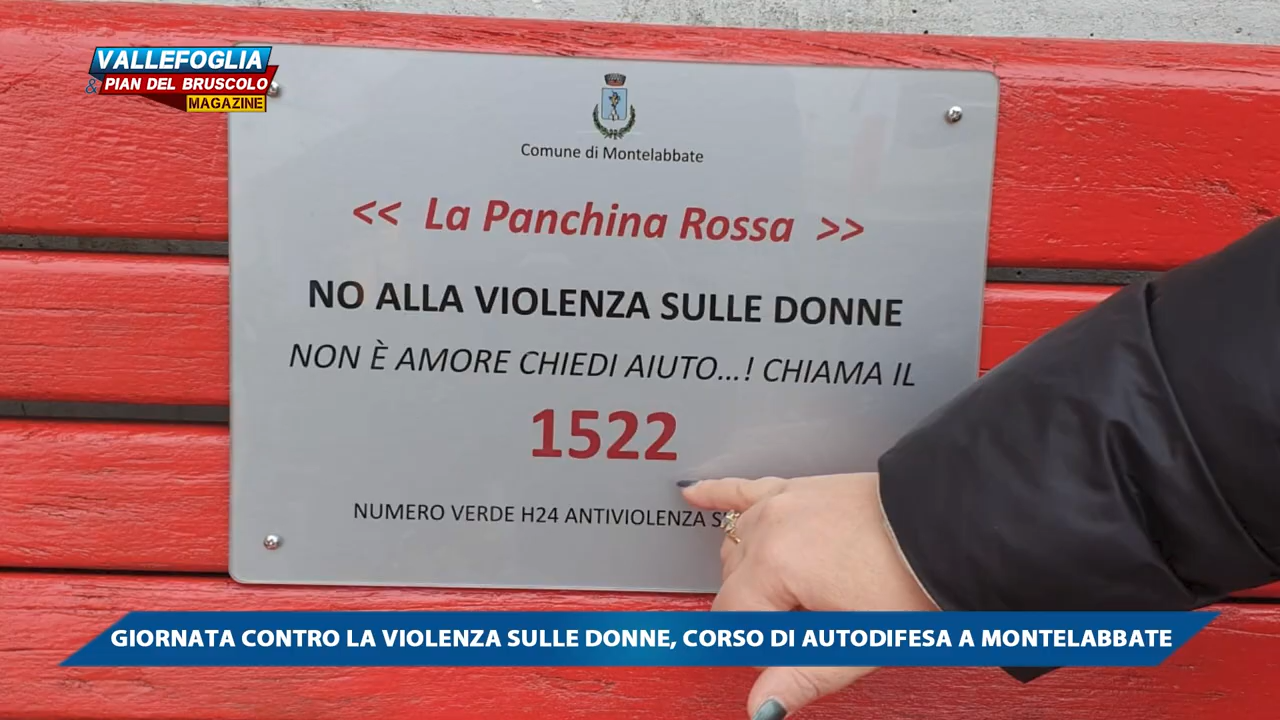 VALLEFOGLIA
& PIAN DEL BRUSCOLO
MAGAZINE
Comune di Montelabbate
<< La Panchina Rossa >>
NO ALLA VIOLENZA SULLE DONNE
NON È AMORE CHIEDI AIUTO...! CHIAMA IL
1522
NUMERO VERDE H24 ANTIVIOLENZA
GIORNATA CONTRO LA VIOLENZA SULLE DONNE, CORSO DI AUTODIFESA A MONTELABBATE